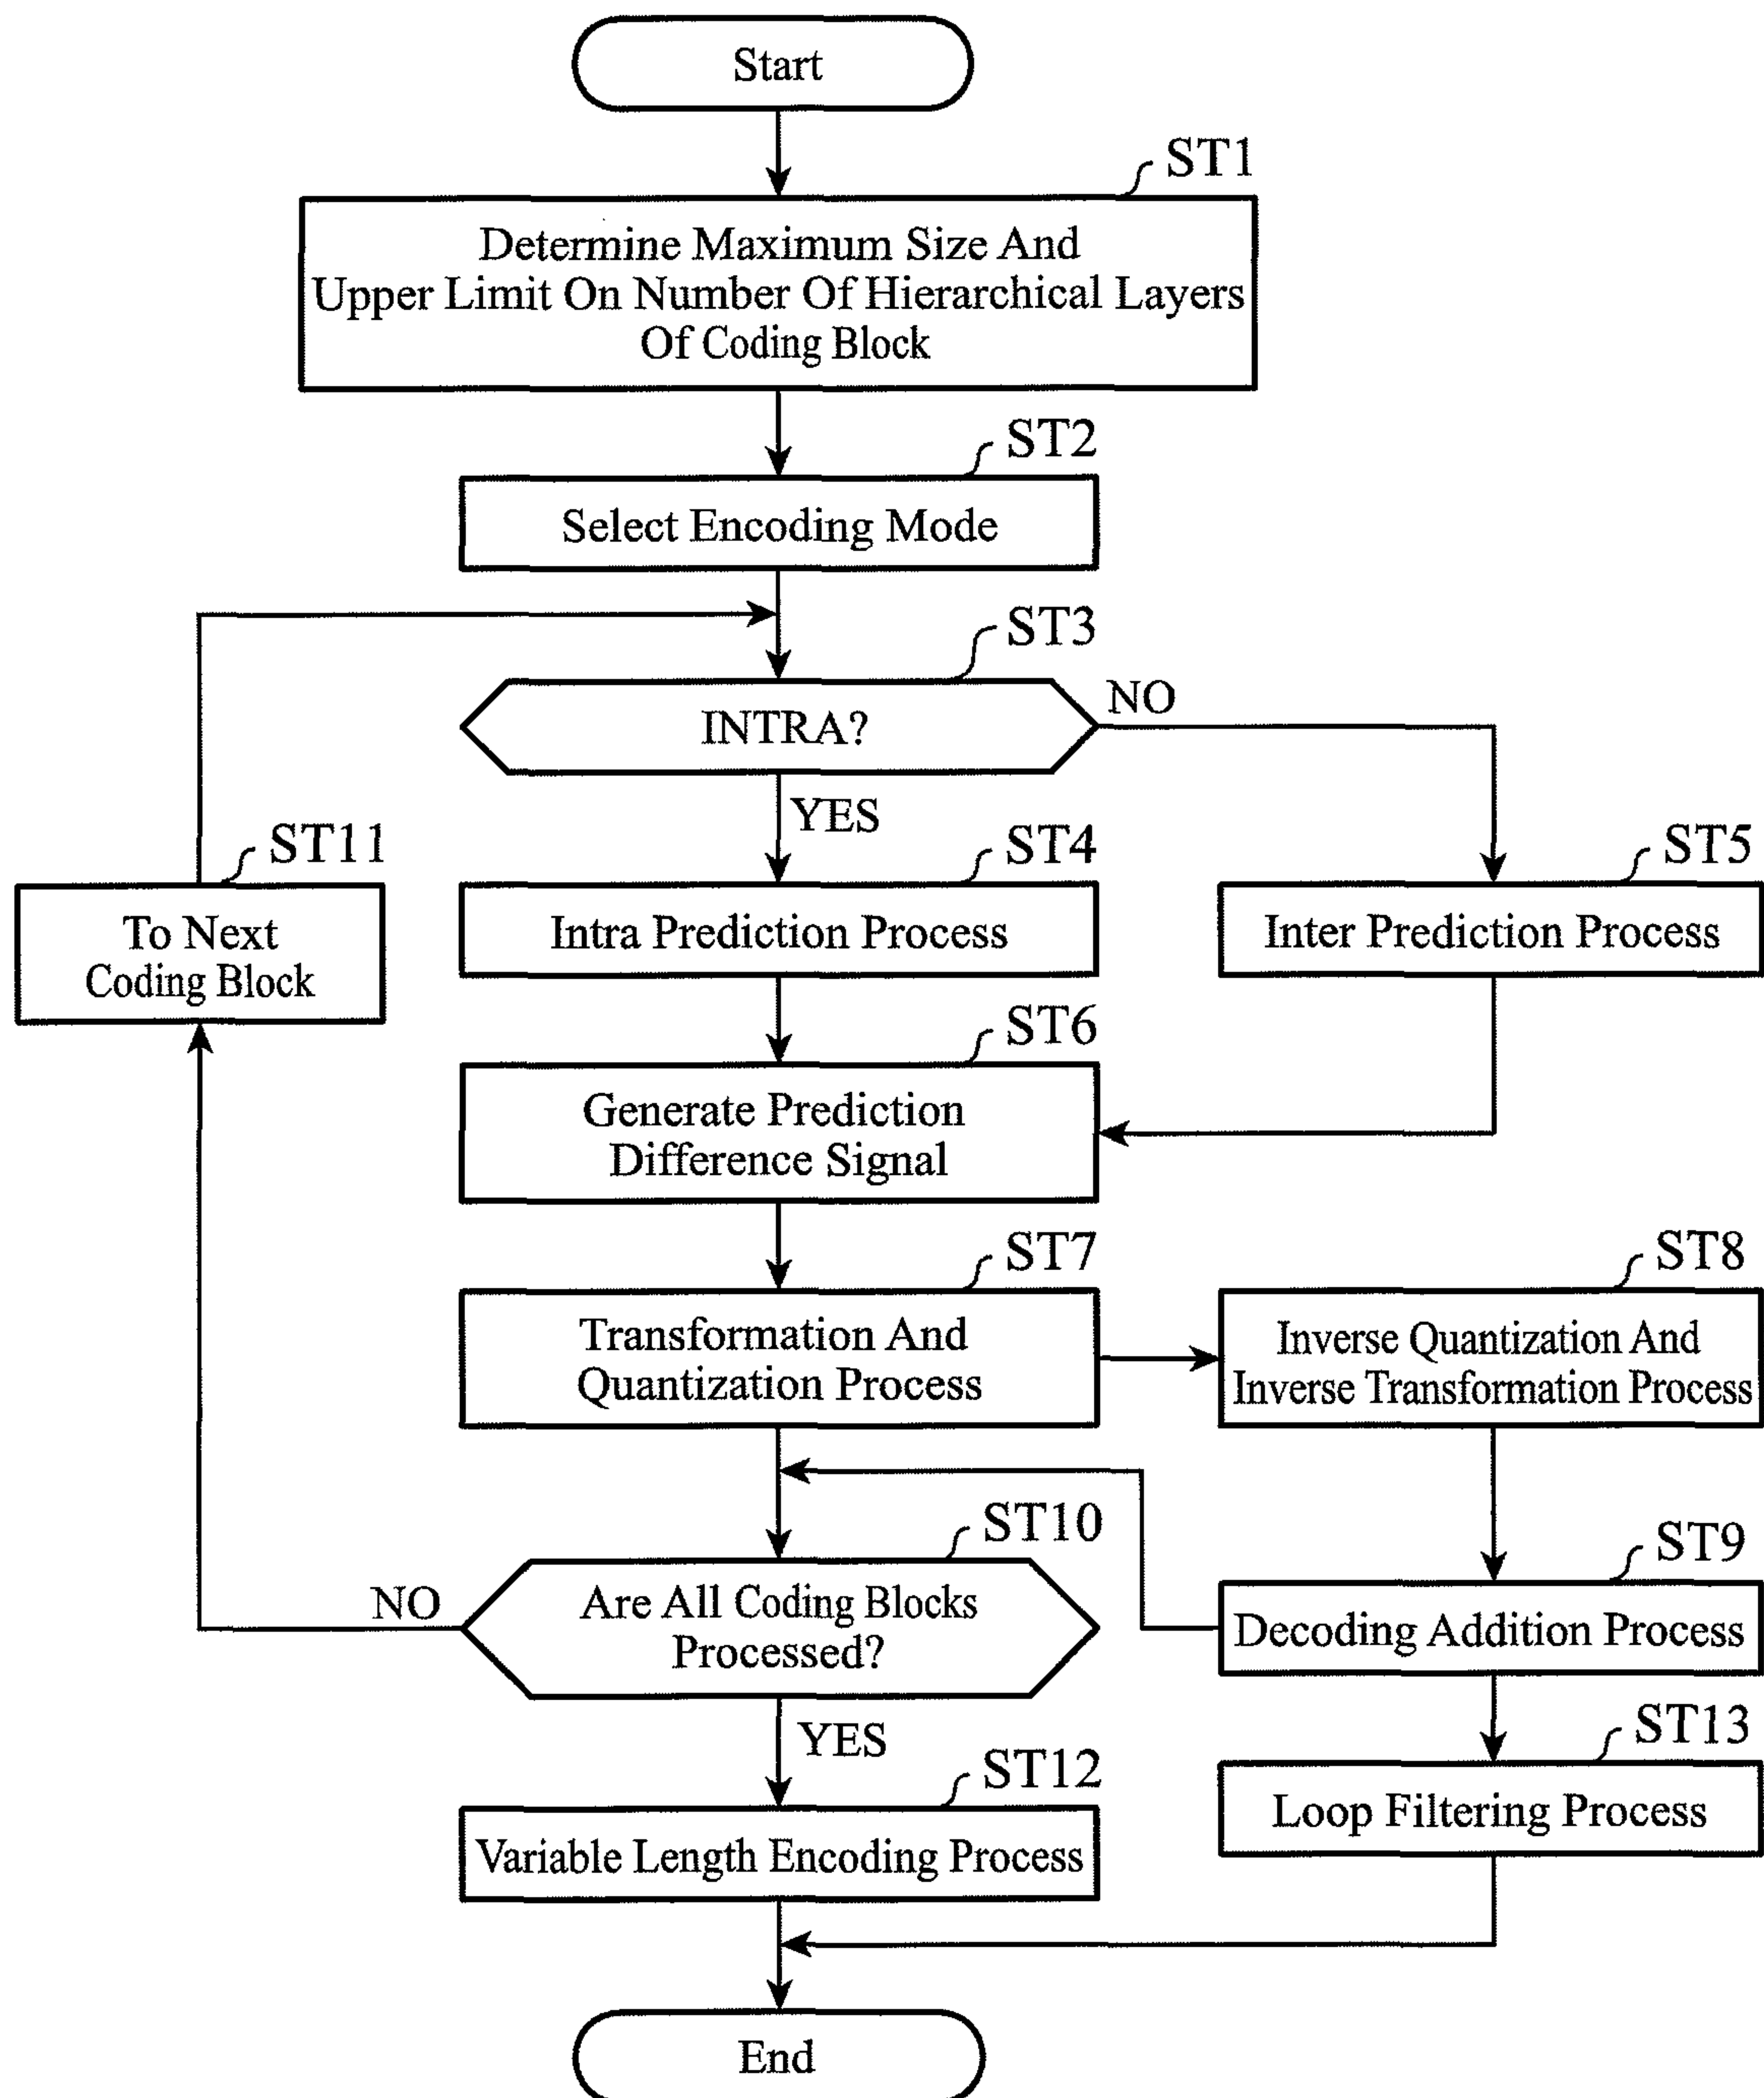 Start
ST1
Determine Maximum Size And
Upper Limit On Number Of Hierarchical Layers
Of Coding Block
ST2
Select Encoding Mode
ST3
INTRA?
NO
YES
ST11
To Next
Coding Block
ST4
Intra Prediction Process
ST5
Inter Prediction Process
ST6
Generate Prediction
Difference Signal
ST7
Transformation And
Quantization Process
ST8
Inverse Quantization And
Inverse Transformation Process
ST10
Are All Coding Blocks
Processed?
NO
YES
ST9
Decoding Addition Process
ST12
Variable Length Encoding Process
ST13
Loop Filtering Process
End